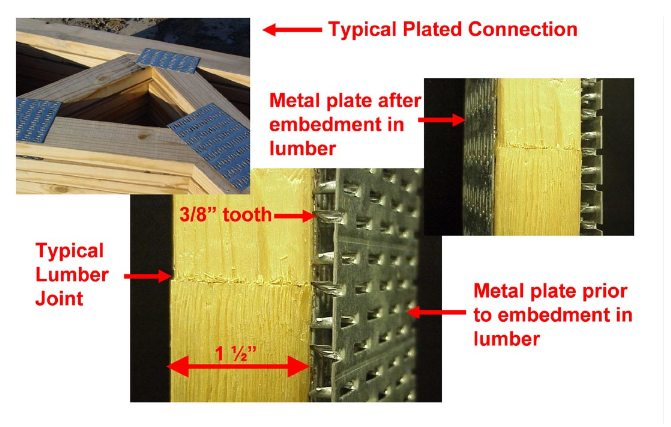 Typical Plated Connection
Metal plate after
embedment in
lumber
3/8” tooth
Typical
Lumber
Joint
Metal plate prior
to embedment in
lumber
1 ½”